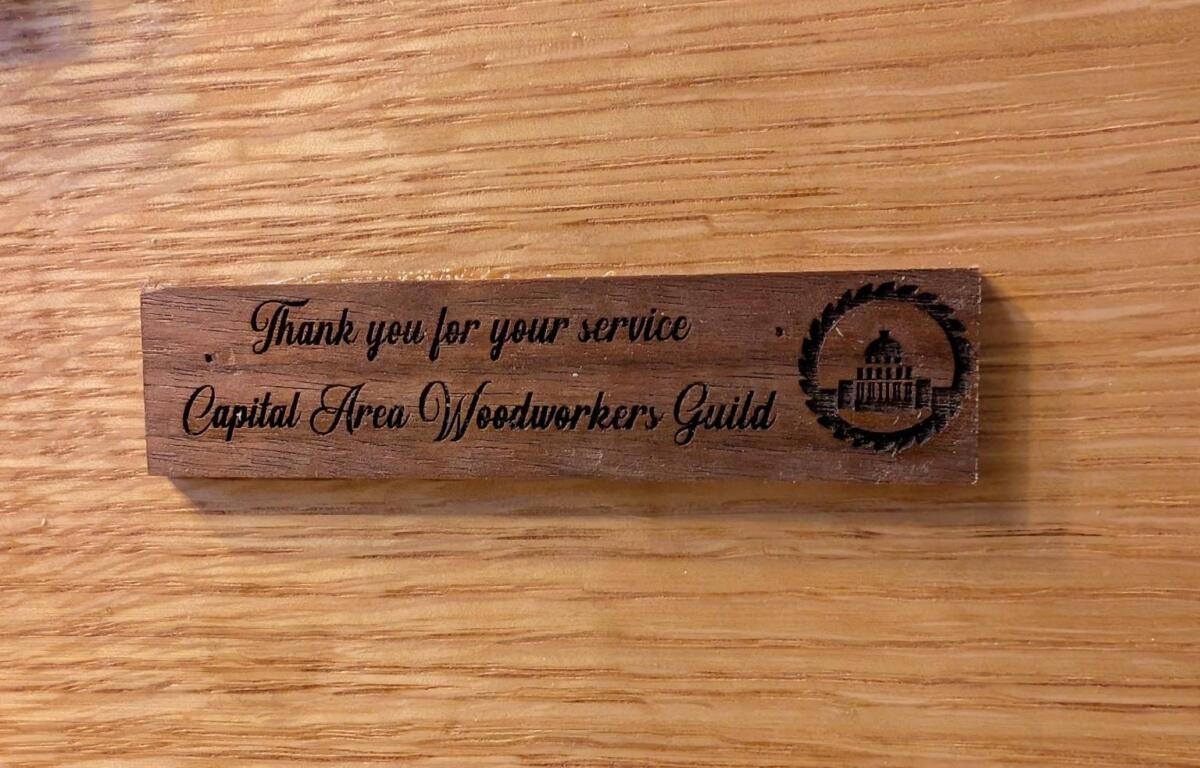 Thank you for your service
Capital Area Woodworkers Guild